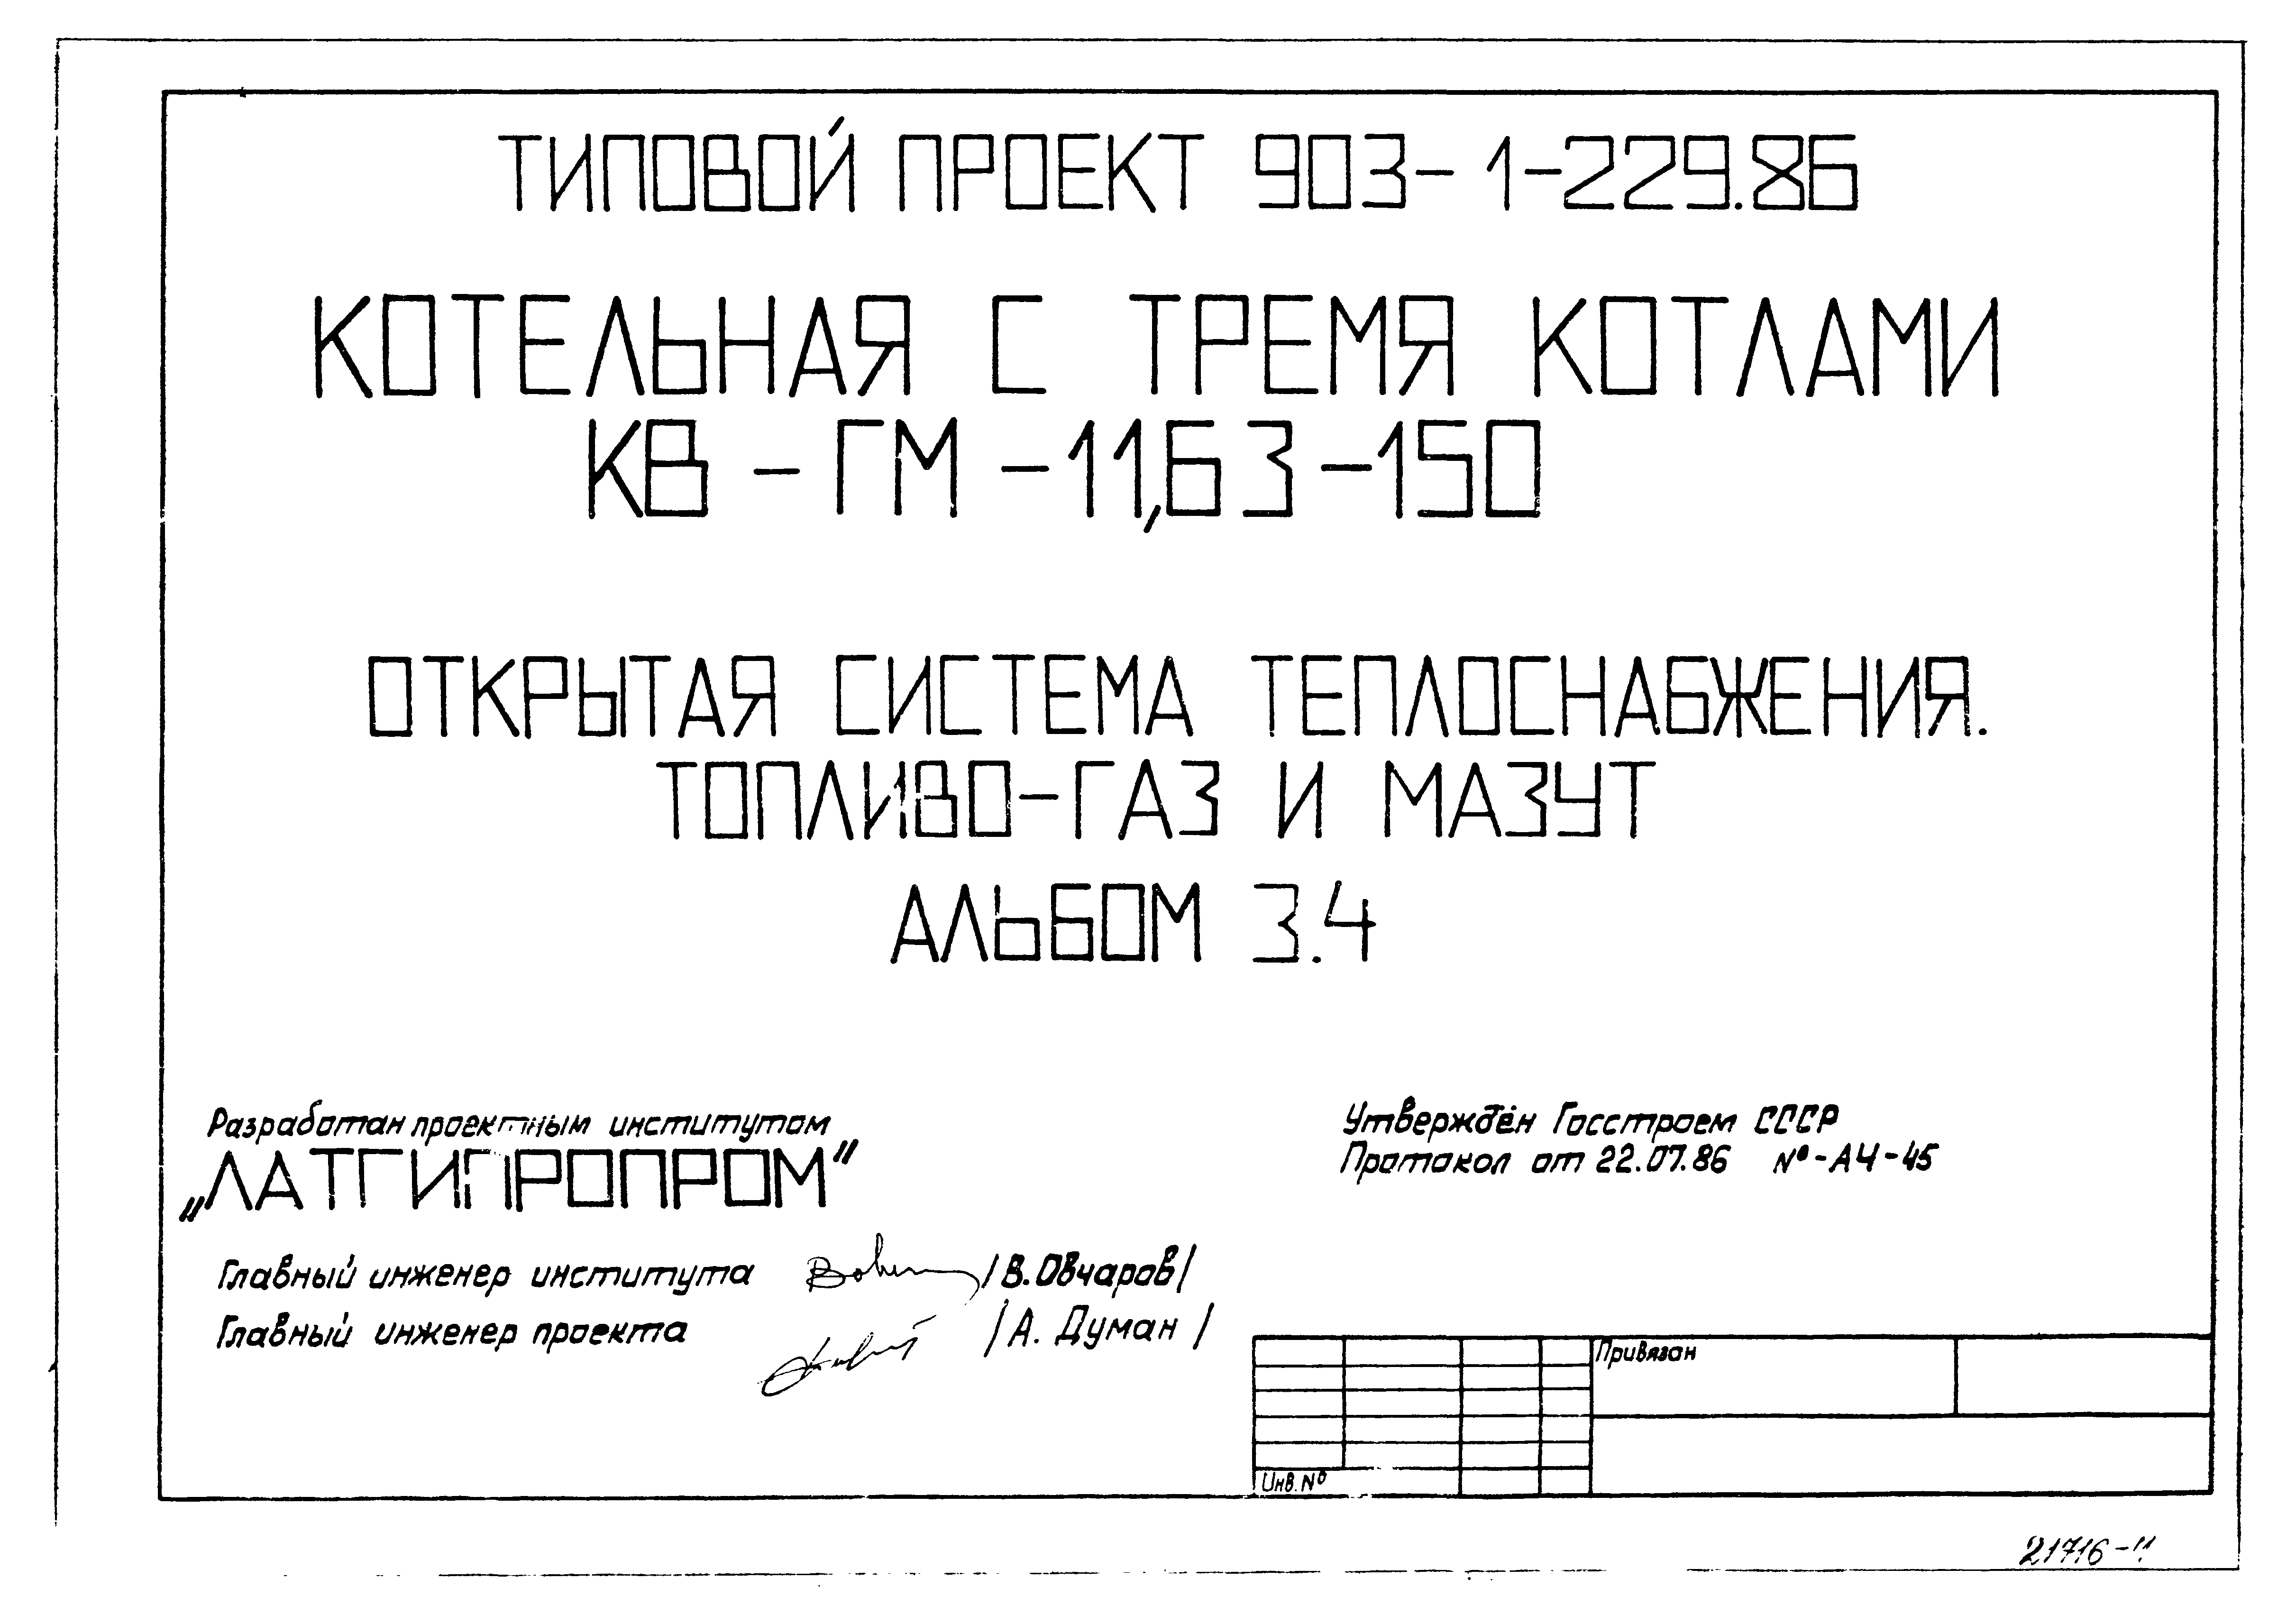 ТИПОВОЙ ПРОЕКТ 903-1-229.86
КОТЕЛЬНАЯ С ТРЕМЯ КОТЛАМИ
КВ-ГМ-11,63-150
ОТКРЫТАЯ СИСТЕМА ТЕПЛОСНАБЖЕНИЯ.
ТОПЛИВО-ГАЗ И МАЗУТ
АЛЬБОМ 3.4
Разработан проектным институтом
„ЛАТГИПРОПРОМ"
Главный инженер института /В.Овчаров/
Главный инженер проекта /А. Думан/
Утверждён Госстроем СССР
Протокол от 22.07.86 №-АЧ-45
Привязан
Инв.№